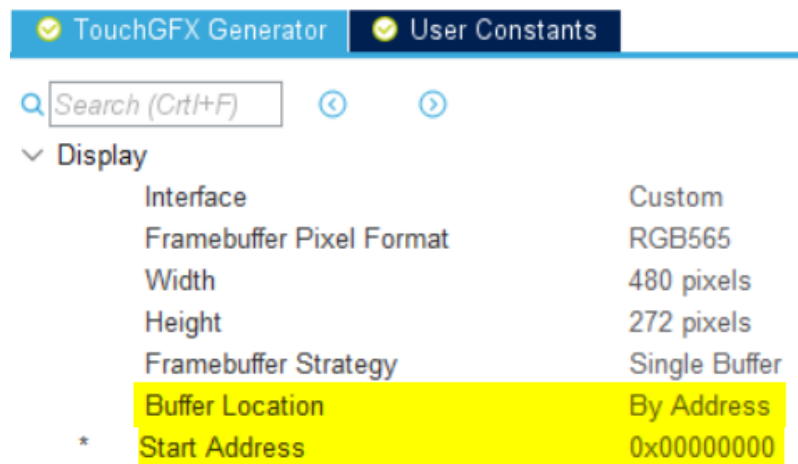 TouchGFX Generator User Constants
Search (Crtl+F)
Display
Interface Custom
Framebuffer Pixel Format RGB565
Width 480 pixels
Height 272 pixels
Framebuffer Strategy Single Buffer
Buffer Location By Address
* Start Address 0x00000000